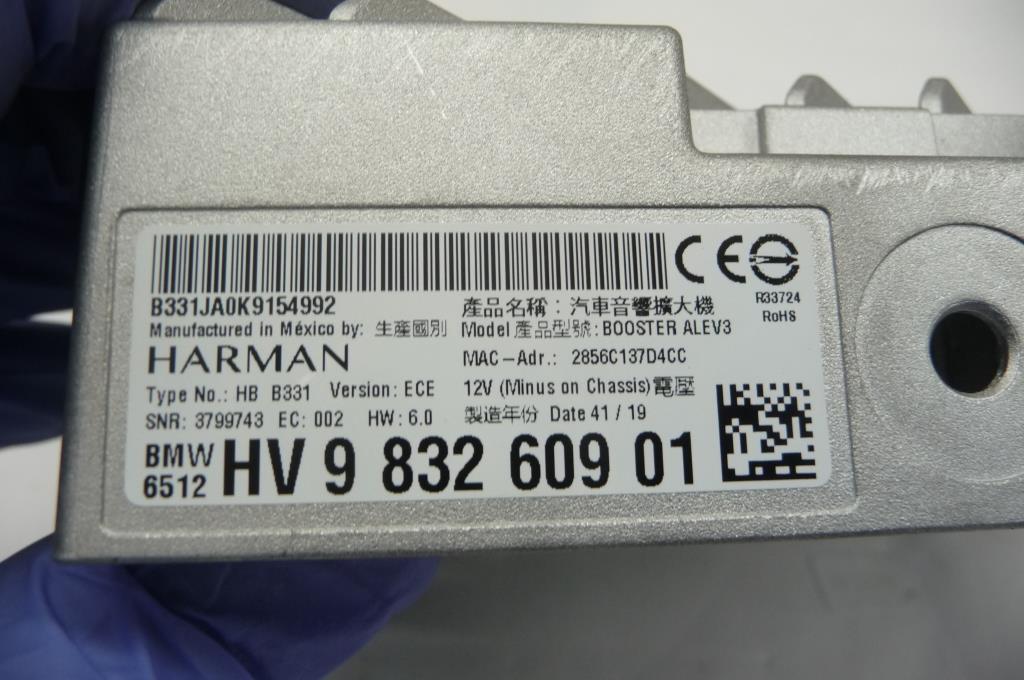 B331JA0K9154992
產品名稱：汽車音響擴大機
R33724
RoHS
Manufactured in México by: 生產國別
Model 產品型號: BOOSTER ALEV3
HARMAN
MAC-Adr.: 2856C137D4CC
Type No.: HB B331 Version: ECE
12V (Minus on Chassis)電壓
SNR: 3799743 EC: 002 HW: 6.0
製造年份 Date 41 / 19
BMW
6512
HV 9 832 609 01
CE